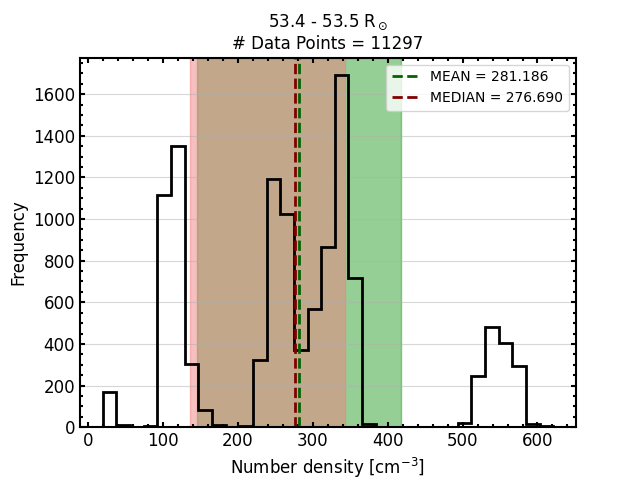 53.4 - 53.5 R⊙
# Data Points = 11297
MEAN = 281.186
MEDIAN = 276.690
Frequency
1600
1400
1200
1000
800
600
400
200
0
0 100 200 300 400 500 600
Number density [cm⁻³]